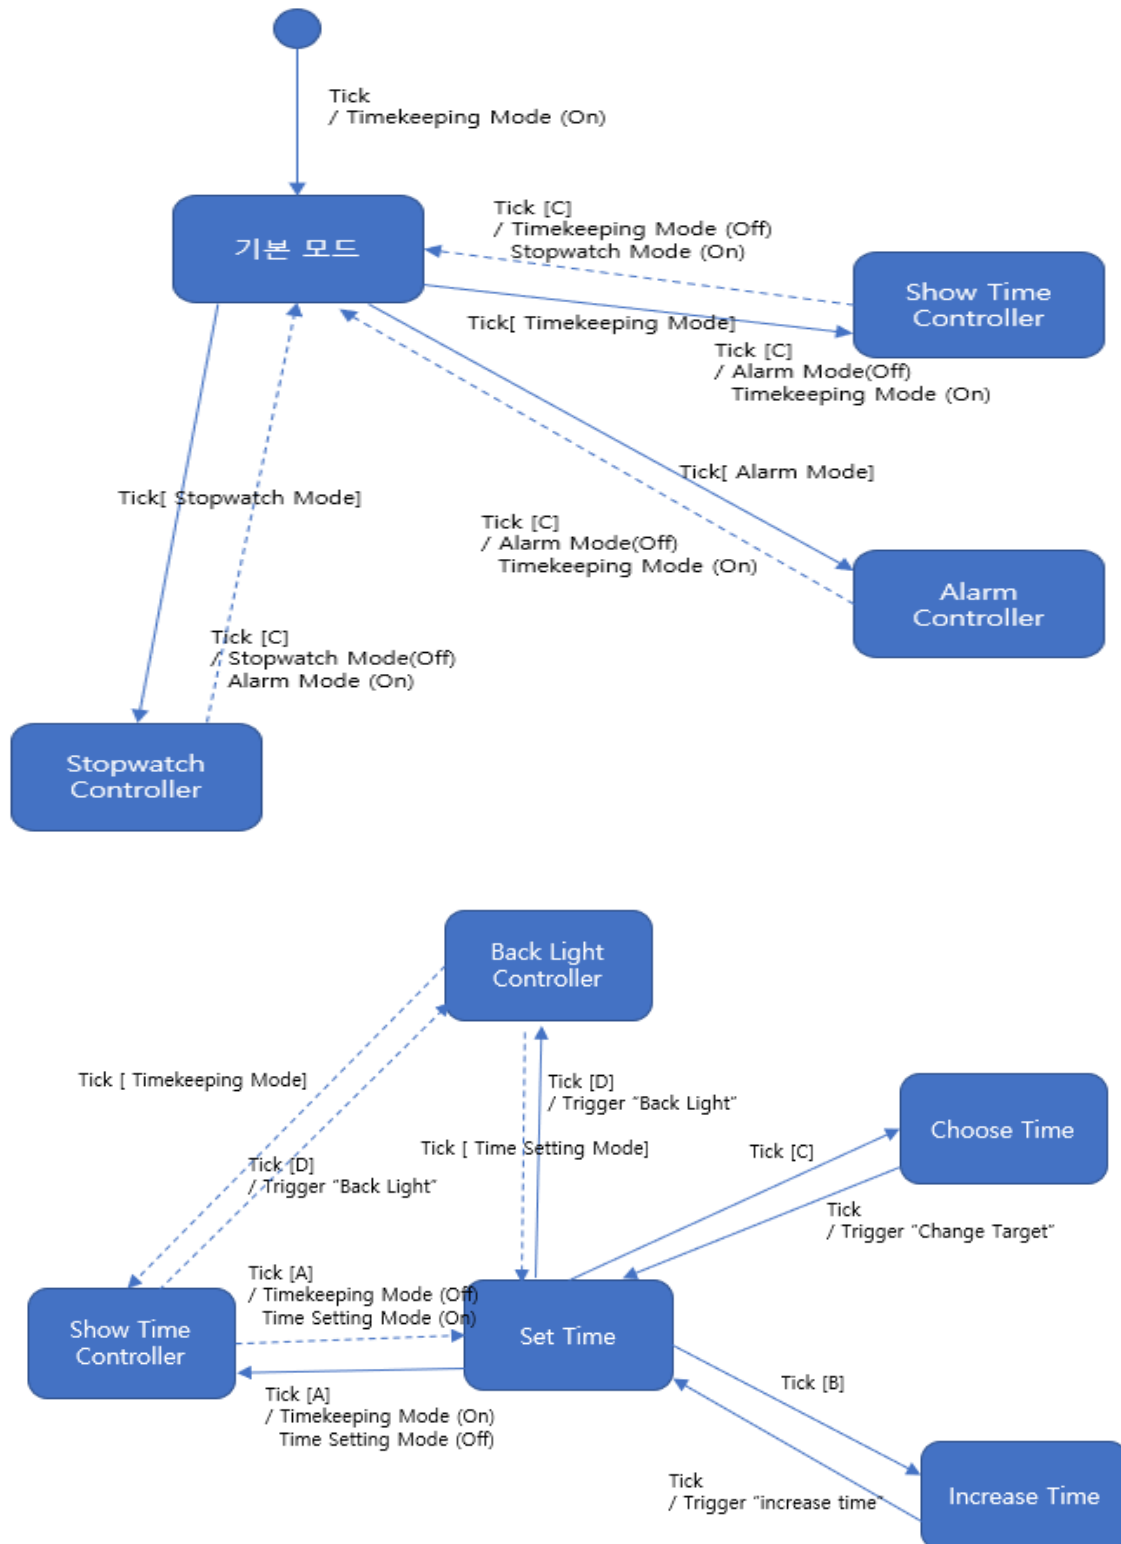 Tick
/ Timekeeping Mode (On)
기본 모드
Tick [C]
/ Timekeeping Mode (Off)
Stopwatch Mode (On)
Show Time
Controller
Tick[ Timekeeping Mode]
Tick [C]
/ Alarm Mode(Off)
Timekeeping Mode (On)
Tick[ Alarm Mode]
Tick[ Stopwatch Mode]
Tick [C]
/ Alarm Mode(Off)
Timekeeping Mode (On)
Alarm
Controller
Tick [C]
/ Stopwatch Mode(Off)
Alarm Mode (On)
Stopwatch
Controller
Back Light
Controller
Tick [ Timekeeping Mode]
Tick [D]
/ Trigger “Back Light”
Tick [ Time Setting Mode]
Tick [C]
Choose Time
Tick [D]
/ Trigger “Back Light”
Tick
/ Trigger “Change Target”
Tick [A]
/ Timekeeping Mode (Off)
Time Setting Mode (On)
Show Time
Controller
Set Time
Tick [A]
/ Timekeeping Mode (On)
Time Setting Mode (Off)
Tick [B]
Tick
/ Trigger “increase time”
Increase Time